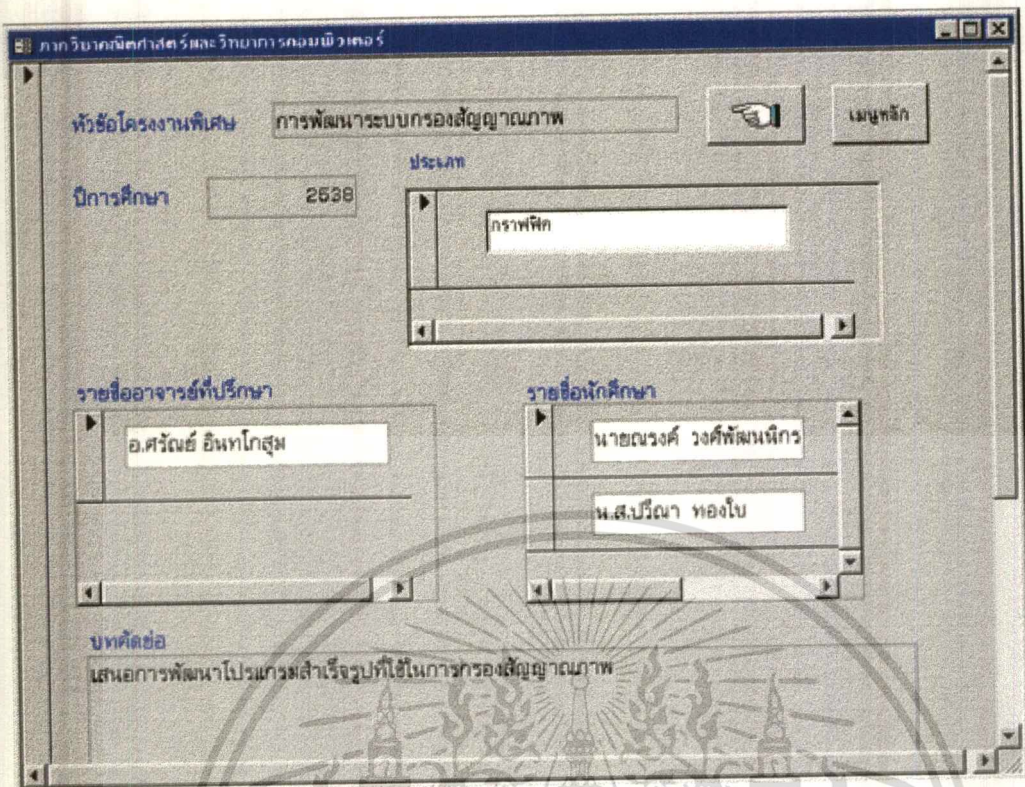 ภาควิชาคณิตศาสตร์และวิทยาการคอมพิวเตอร์
หัวข้อโครงงานพิเศษ การพัฒนาระบบกรองสัญญาณภาพ เมนูหลัก
ประเภท
ปีการศึกษา 2538
กราฟฟิค
รายชื่ออาจารย์ที่ปรึกษา รายชื่อนักศึกษา
อ.ศรัณย์ อินทโกสุม นายณรงค์ วงศ์พัฒนนิกร
น.ส.ปวีณา ทองใบ
บทคัดย่อ
เสนอการพัฒนาโปรแกรมสำเร็จรูปที่ใช้ในการกรองสัญญาณภาพ